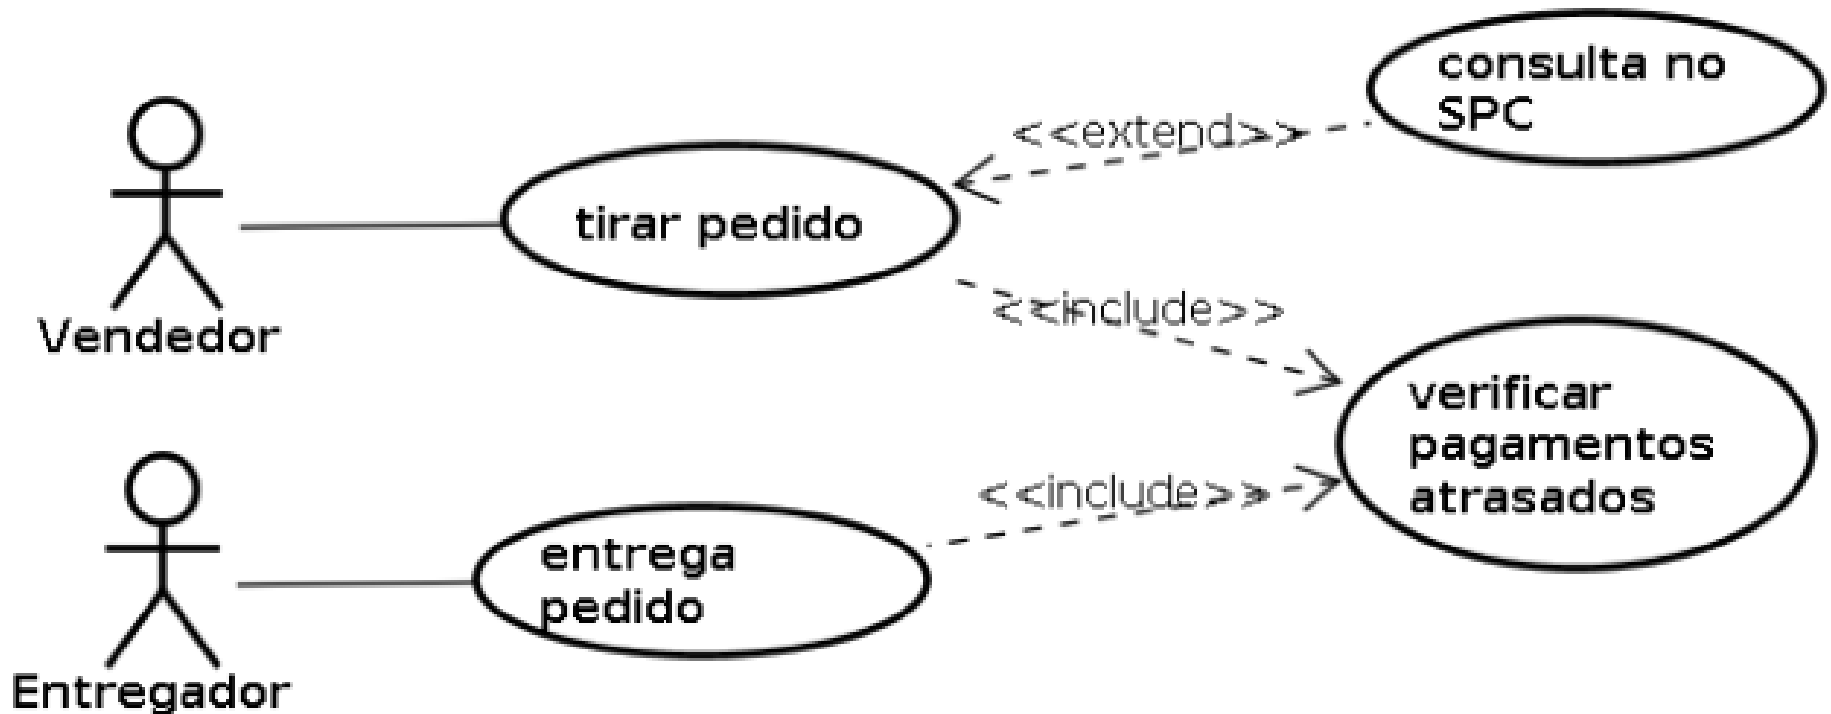 consulta no
SPC
<<extend>>
tirar pedido
Vendedor
<<include>>
verificar
pagamentos
atrasados
<<include>>
entrega
pedido
Entregador